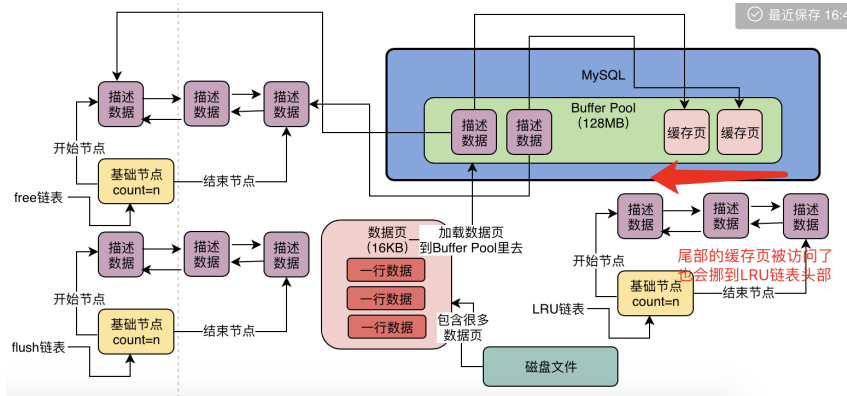 最近保存 16:4
MySQL
Buffer Pool
（128MB）
描述
数据
描述
数据
缓存页
缓存页
描述
数据
描述
数据
描述
数据
开始节点
基础节点
count=n
结束节点
free链表
描述
数据
描述
数据
描述
数据
开始节点
基础节点
count=n
结束节点
flush链表
数据页
（16KB）
加载数据页
到Buffer Pool里去
一行数据
一行数据
一行数据
包含很多
数据页
磁盘文件
描述
数据
描述
数据
描述
数据
尾部的缓存页被访问了
也会挪到LRU链表头部
开始节点
基础节点
count=n
结束节点
LRU链表